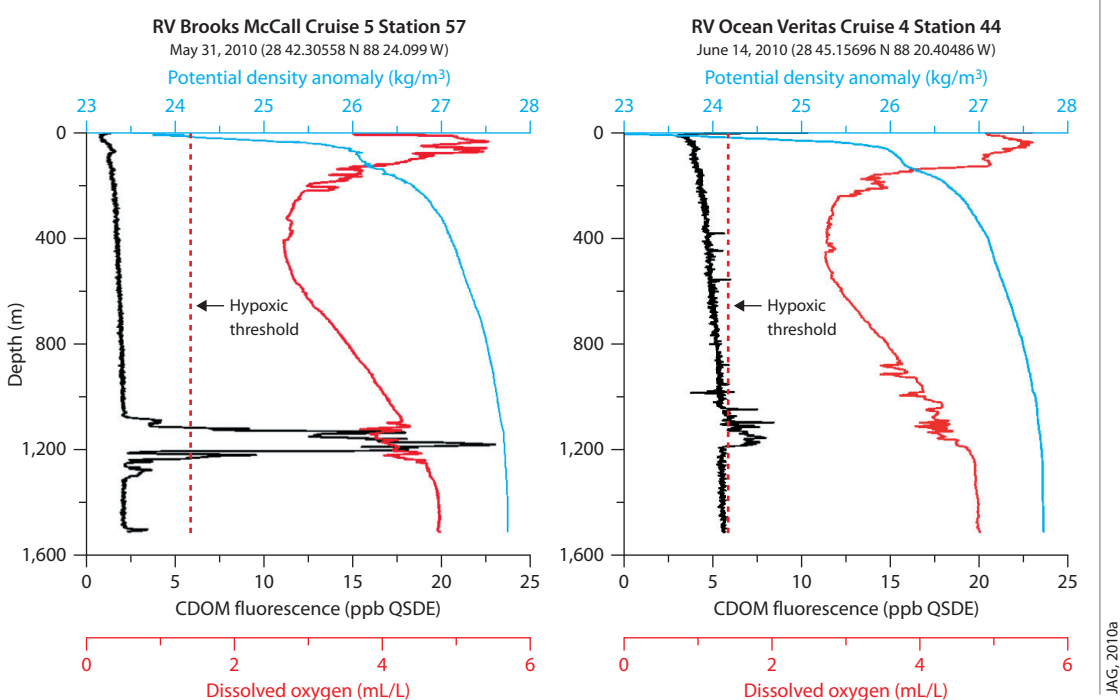 RV Brooks McCall Cruise 5 Station 57
May 31, 2010 (28 42.30558 N 88 24.099 W)
Potential density anomaly (kg/m³)
23 24 25 26 27 28
0
400
800
1,200
1,600
Depth (m)
Hypoxic
threshold
0 5 10 15 20 25
CDOM fluorescence (ppb QSDE)
0 2 4 6
Dissolved oxygen (mL/L)
RV Ocean Veritas Cruise 4 Station 44
June 14, 2010 (28 45.15696 N 88 20.40486 W)
Potential density anomaly (kg/m³)
23 24 25 26 27 28
0
400
800
1,200
1,600
Hypoxic
threshold
0 5 10 15 20 25
CDOM fluorescence (ppb QSDE)
0 2 4 6
Dissolved oxygen (mL/L)
JAG, 2010a